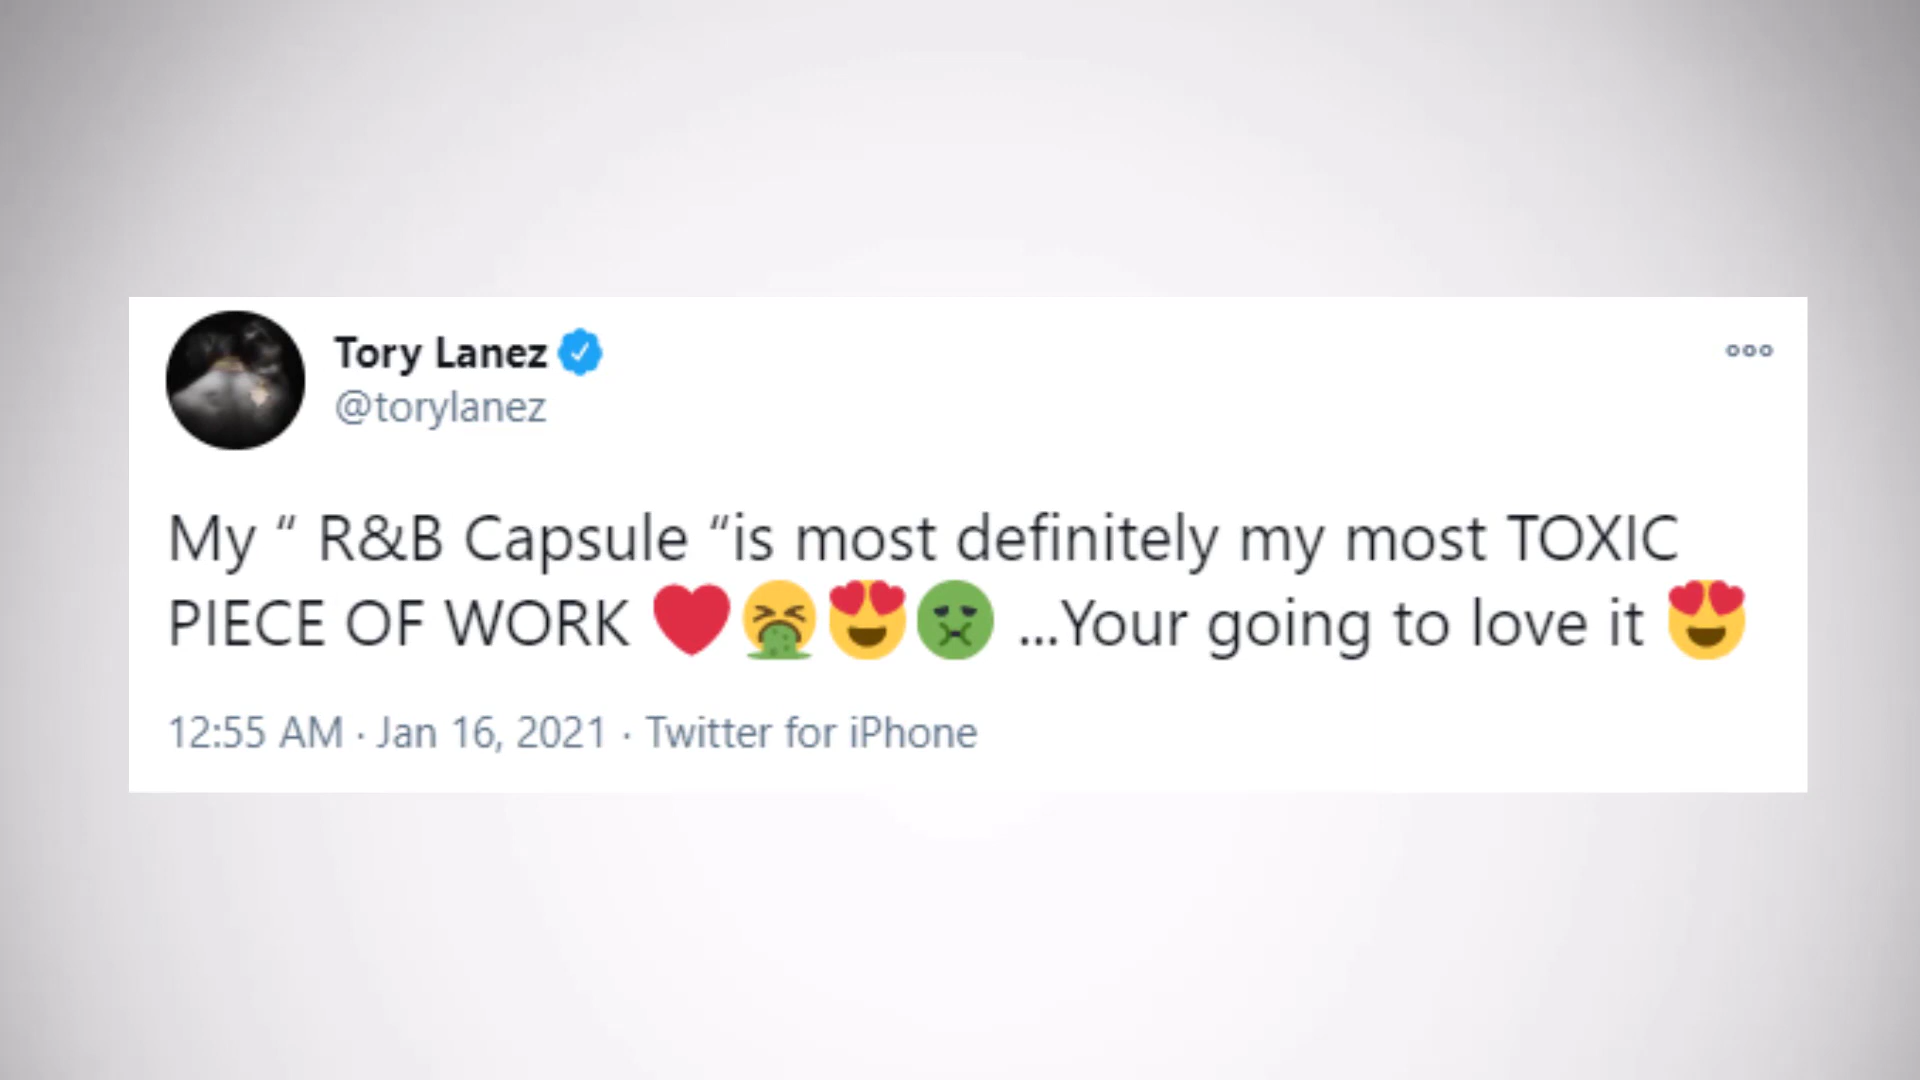 Tory Lanez
@torylanez
My “ R&B Capsule “is most definitely my most TOXIC
PIECE OF WORK ❤️🤮😍🤢 ...Your going to love it 😍
12:55 AM · Jan 16, 2021 · Twitter for iPhone